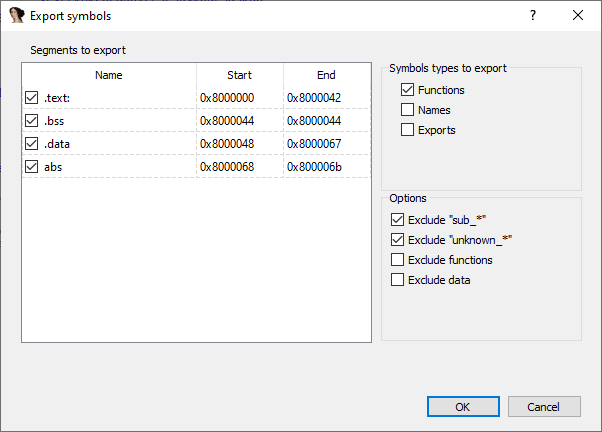 Export symbols
?
Segments to export
Name Start End
.text: 0x8000000 0x8000042
.bss 0x8000044 0x8000044
.data 0x8000048 0x8000067
abs 0x8000068 0x800006b
Symbols types to export
Functions
Names
Exports
Options
Exclude "sub_*"
Exclude "unknown_*"
Exclude functions
Exclude data
OK Cancel